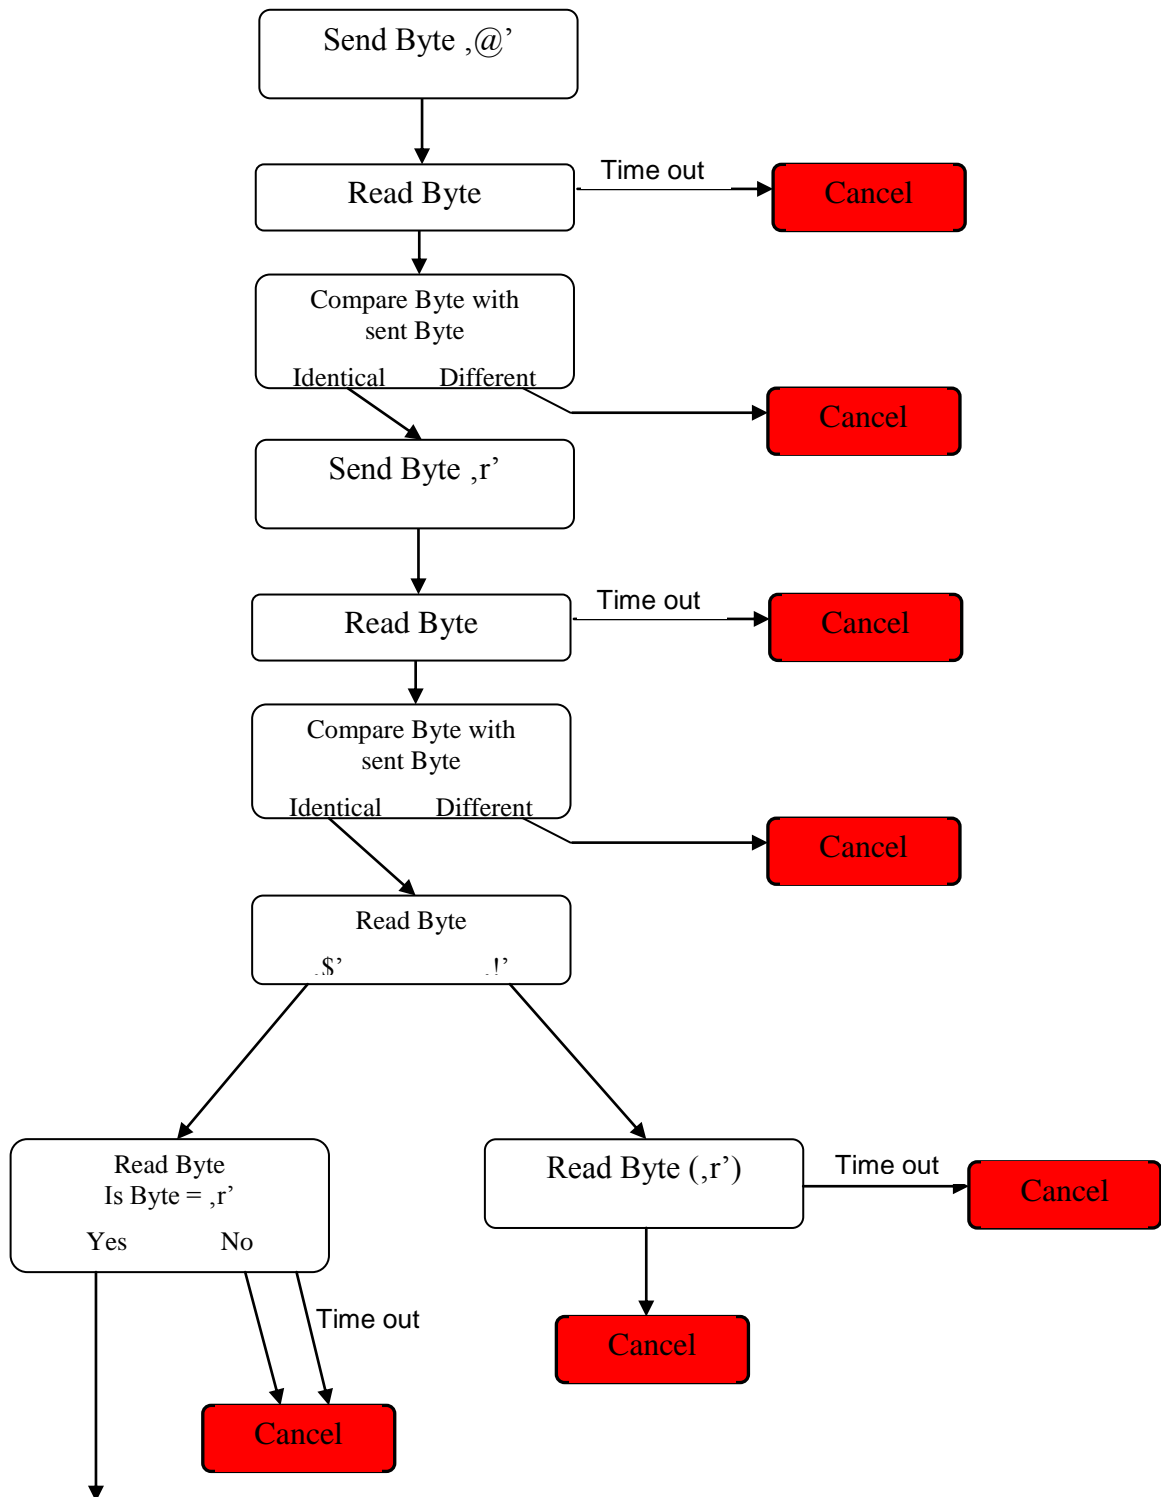 Send Byte ‚@’
Read Byte
Time out
Cancel
Compare Byte with
sent Byte
Identical Different
Cancel
Send Byte ‚r’
Read Byte
Time out
Cancel
Compare Byte with
sent Byte
Identical Different
Cancel
Read Byte
‚$’ ‚!’
Read Byte
Is Byte = ‚r’
Yes No
Time out
Cancel
Read Byte (‚r’)
Time out
Cancel
Cancel